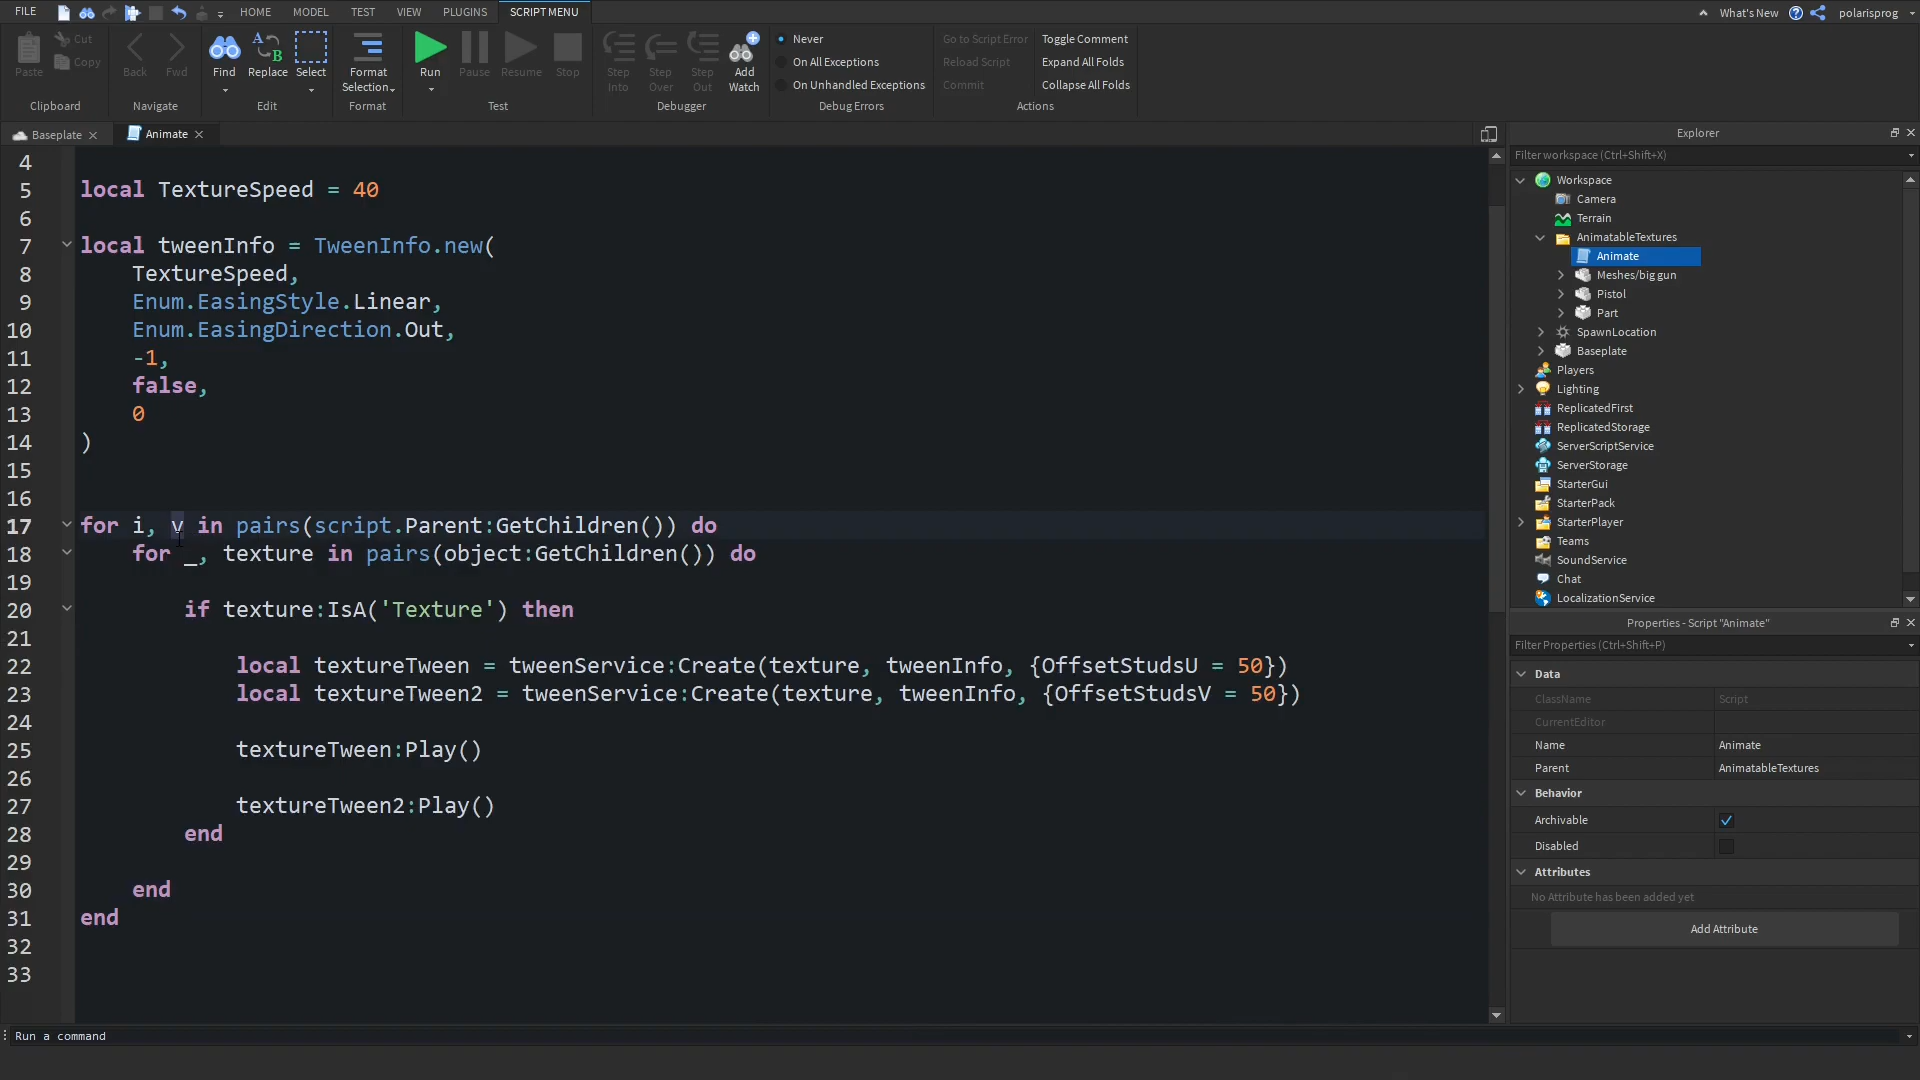 FILE HOME MODEL TEST VIEW PLUGINS SCRIPT MENU What's New polarisprog
Paste Cut Copy Clipboard
Back Fwd Navigate
Find Replace Select Edit
Format Selection Format
Run Pause Resume Stop Test
Step Into Step Over Step Out Add Watch Debugger
Never
On All Exceptions
On Unhandled Exceptions
Debug Errors
Go to Script Error Toggle Comment
Reload Script Expand All Folds
Commit Collapse All Folds
Actions
Baseplate Animate
4
5 local TextureSpeed = 40
6
7 local tweenInfo = TweenInfo.new(
8 TextureSpeed,
9 Enum.EasingStyle.Linear,
10 Enum.EasingDirection.Out,
11 -1,
12 false,
13 0
14 )
15
16
17 for i, v in pairs(script.Parent:GetChildren()) do
18 for _, texture in pairs(object:GetChildren()) do
19
20 if texture:IsA('Texture') then
21
22 local textureTween = tweenService:Create(texture, tweenInfo, {OffsetStudsU = 50})
23 local textureTween2 = tweenService:Create(texture, tweenInfo, {OffsetStudsV = 50})
24
25 textureTween:Play()
26
27 textureTween2:Play()
28 end
29
30 end
31 end
32
33
Run a command
Explorer
Filter workspace (Ctrl+Shift+X)
Workspace
Camera
Terrain
AnimatableTextures
Animate
Meshes/big gun
Pistol
Part
SpawnLocation
Baseplate
Players
Lighting
ReplicatedFirst
ReplicatedStorage
ServerScriptService
ServerStorage
StarterGui
StarterPack
StarterPlayer
Teams
SoundService
Chat
LocalizationService
Properties - Script "Animate"
Filter Properties (Ctrl+Shift+P)
Data
ClassName Script
CurrentEditor
Name Animate
Parent AnimatableTextures
Behavior
Archivable
Disabled
Attributes
No Attribute has been added yet
Add Attribute